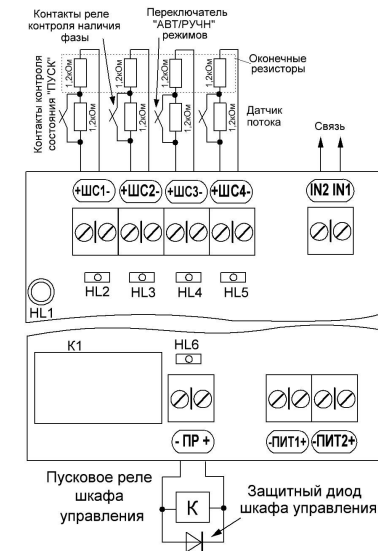 Контакты реле
контроля наличия
фазы
Переключатель
"АВТ/РУЧН"
режимов
Оконечные
резисторы
Контакты контроля
состояния "ПУСК"
1,2кОм
1,2кОм
1,2кОм
1,2кОм
1,2кОм
1,2кОм
1,2кОм
1,2кОм
Датчик
потока
Связь
+ШС1-
+ШС2-
+ШС3-
+ШС4-
IN2 IN1
HL1
HL2
HL3
HL4
HL5
К1
HL6
- ПР +
-ПИТ1+
-ПИТ2+
Пусковое реле
шкафа
управления
К
Защитный диод
шкафа управления